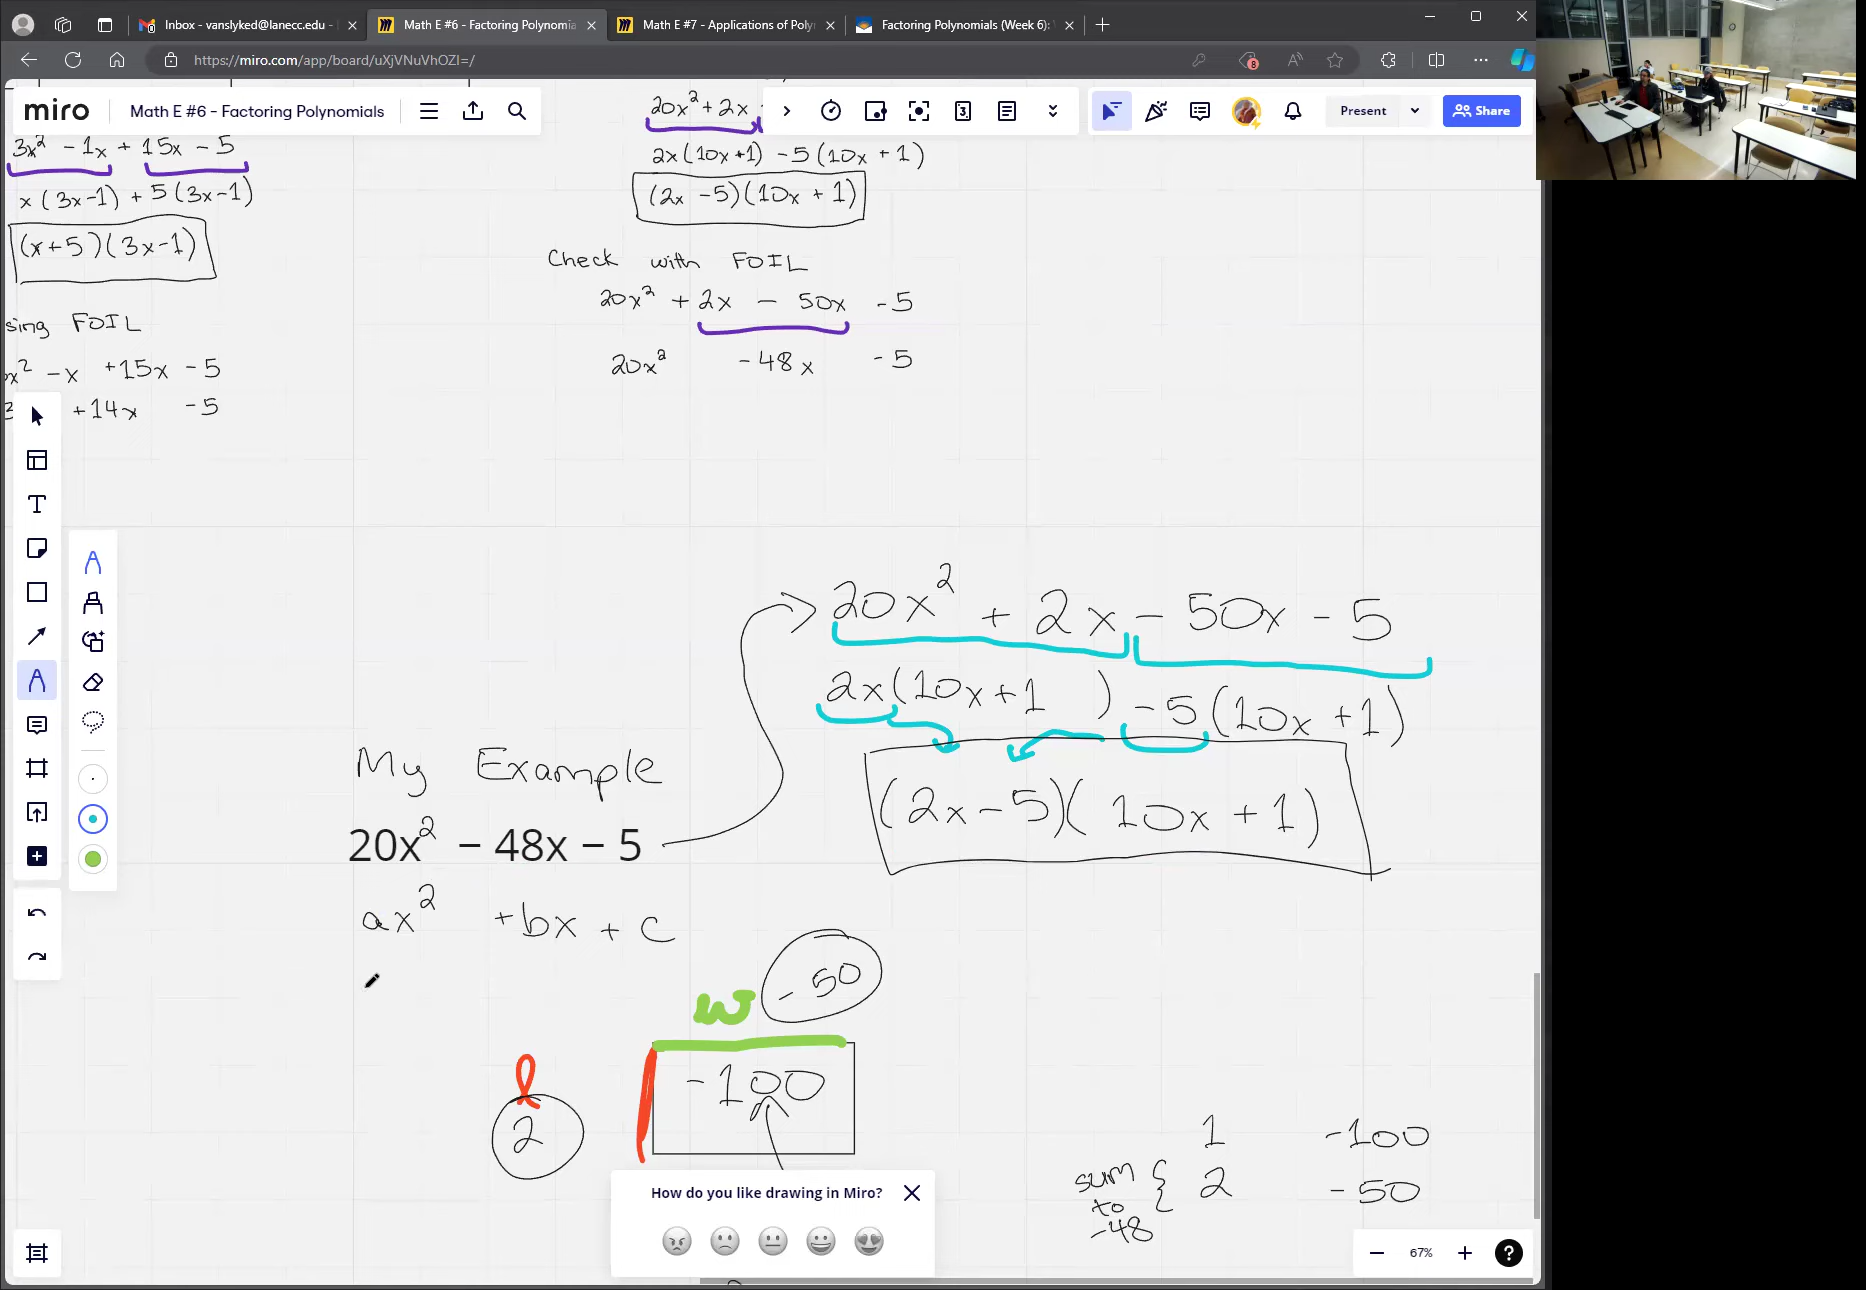 Inbox - vanslyked@lanecc.edu -
Math E #6 - Factoring Polynomia
Math E #7 - Applications of Polyn
Factoring Polynomials (Week 6):
https://miro.com/app/board/uXjVNuVhOZI=/
8
miro
Math E #6 - Factoring Polynomials
Present
Share
3x² - 1x + 15x - 5
x (3x-1) + 5 (3x-1)
(x+5)(3x-1)
sing FOIL
x² -x +15x -5
+14x -5
20x² + 2x
2x(10x+1) -5(10x + 1)
(2x -5)(10x + 1)
Check with FOIL
20x² + 2x - 50x -5
20x² -48x -5
20x² + 2x - 50x - 5
2x(10x+1 ) -5(10x +1)
(2x-5)(10x +1)
My Example
20x² − 48x − 5
ax² +bx + c
w
-50
l
2
-100
1 -100
sum to -48 { 2 -50
How do you like drawing in Miro?
67%